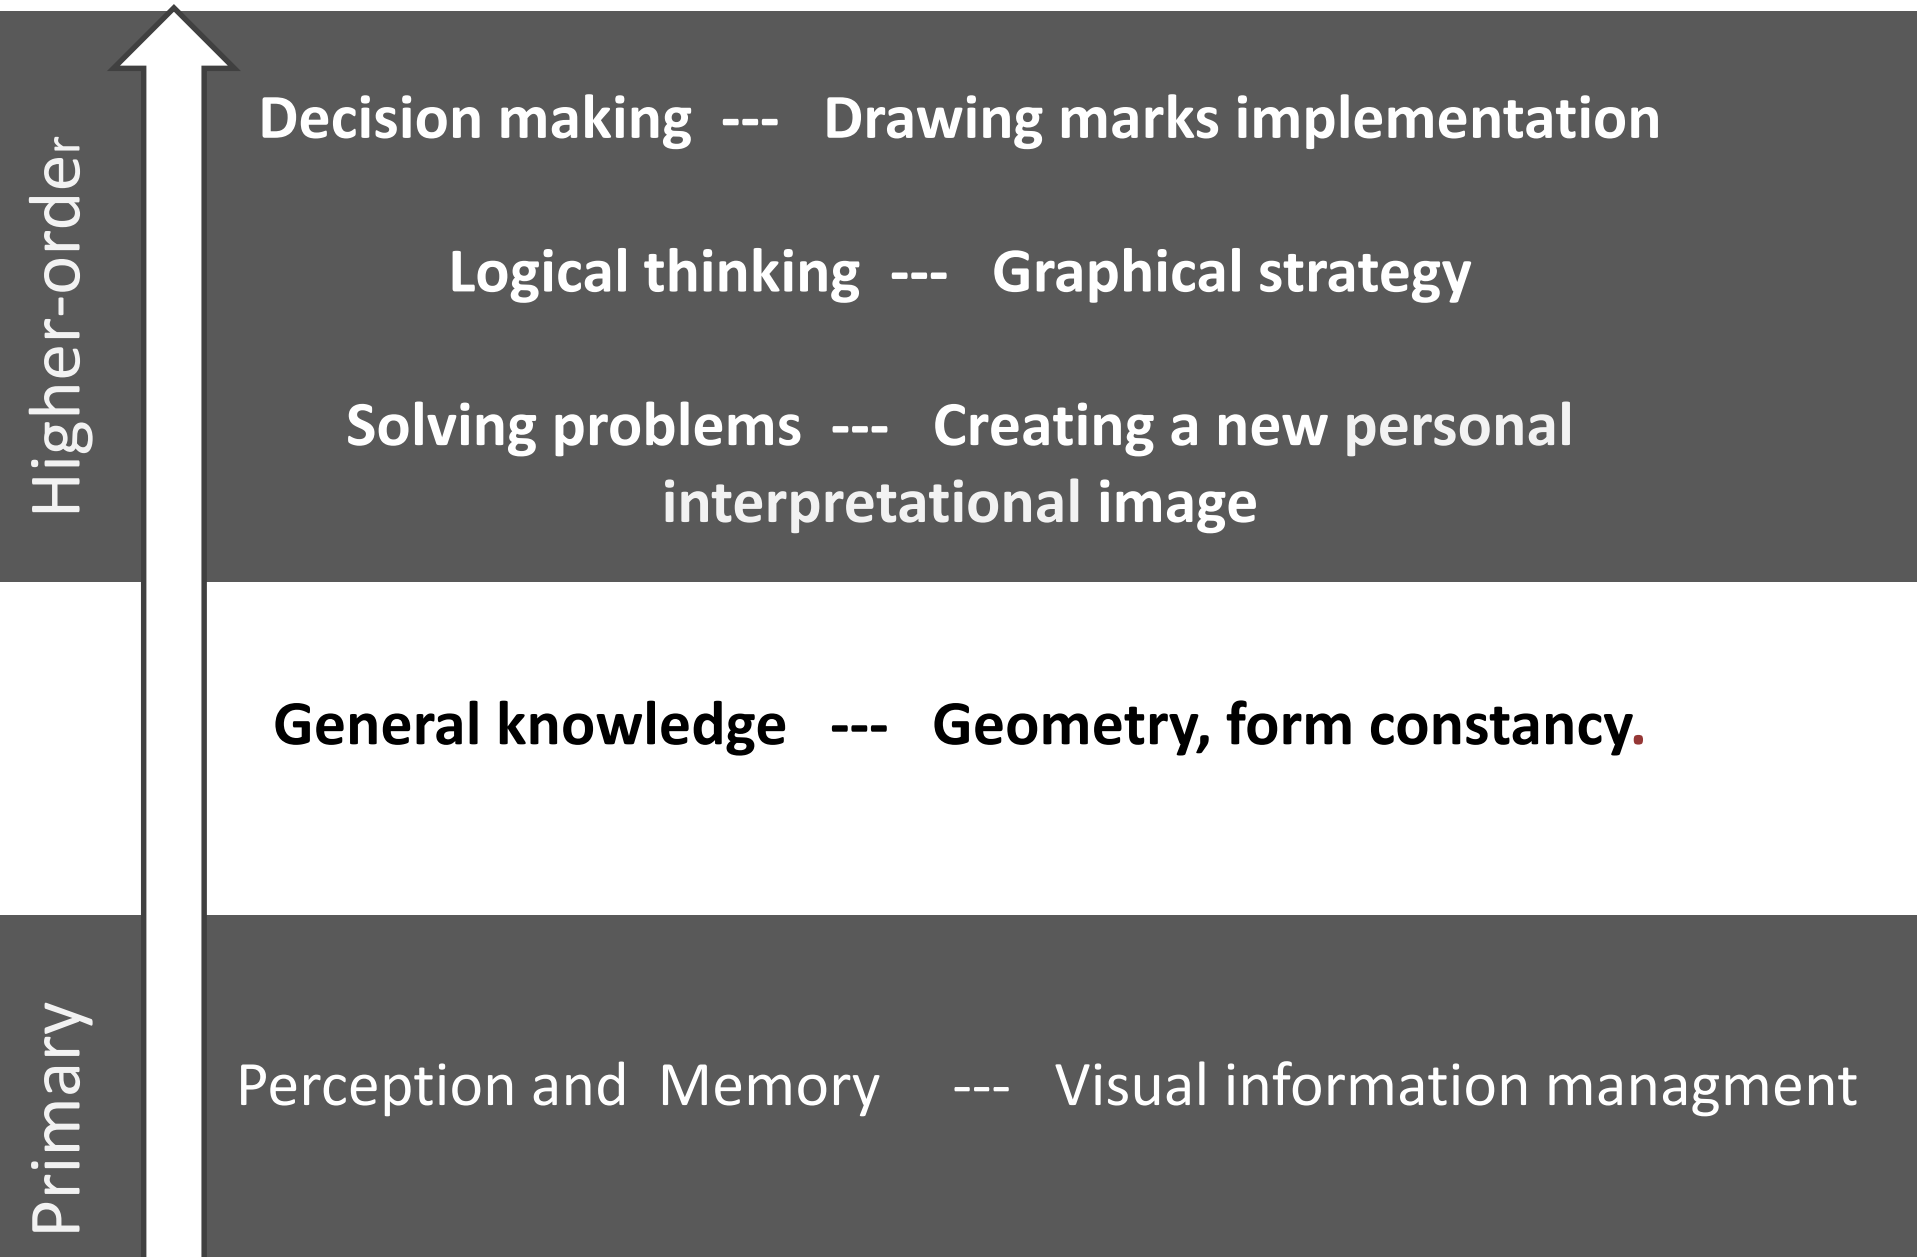 Higher-order
Decision making --- Drawing marks implementation
Logical thinking --- Graphical strategy
Solving problems --- Creating a new personal
interpretational image
General knowledge --- Geometry, form constancy.
Primary
Perception and Memory --- Visual information managment